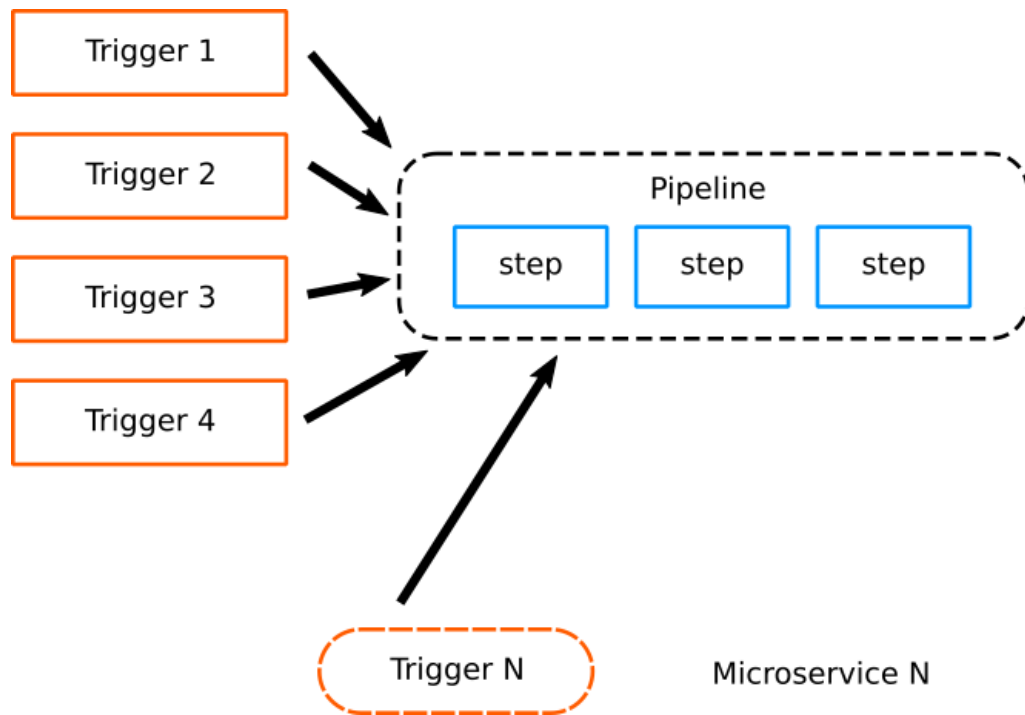 Trigger 1
Trigger 2
Pipeline
step step step
Trigger 3
Trigger 4
Trigger N
Microservice N